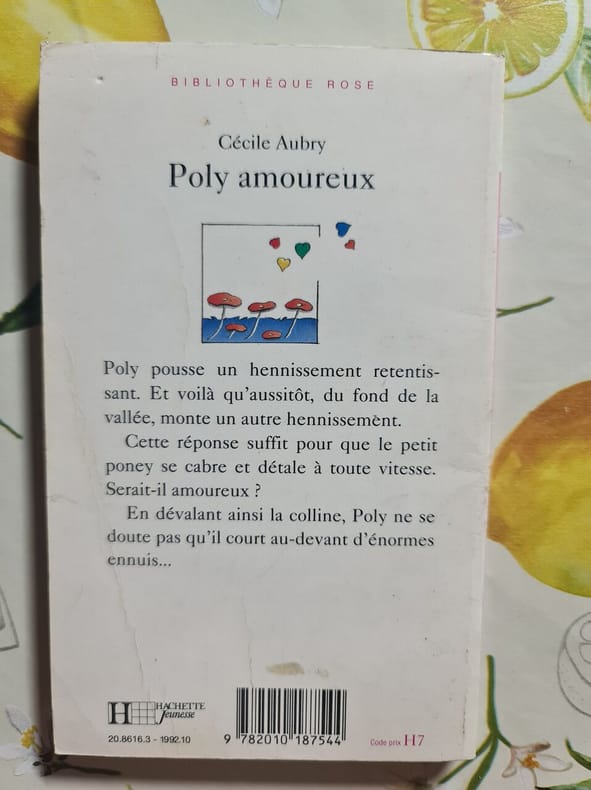 BIBLIOTHÈQUE ROSE
Cécile Aubry
Poly amoureux
Poly pousse un hennissement retentis-
sant. Et voilà qu'aussitôt, du fond de la
vallée, monte un autre hennissement.
Cette réponse suffit pour que le petit
poney se cabre et détale à toute vitesse.
Serait-il amoureux ?
En dévalant ainsi la colline, Poly ne se
doute pas qu'il court au-devant d'énormes
ennuis...
H HACHETTE
Jeunesse
20.8616.3 - 1992.10
9 782010 187544
Code prix H7